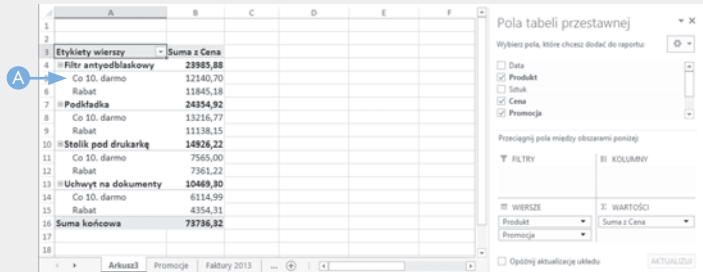 A B C D E F
1
2
3 Etykiety wierszy Suma z Cena
4 Filtr antyodblaskowy 23985,88
A
5 Co 10. darmo 12140,70
6 Rabat 11845,18
7 Podkładka 24354,92
8 Co 10. darmo 13216,77
9 Rabat 11138,15
10 Stolik pod drukarkę 14926,22
11 Co 10. darmo 7565,00
12 Rabat 7361,22
13 Uchwyt na dokumenty 10469,30
14 Co 10. darmo 6114,99
15 Rabat 4354,31
16 Suma końcowa 73736,32
17
18
Arkusz3 Promocje Faktury 2013 ...
Pola tabeli przestawnej
Wybierz pola, które chcesz dodać do raportu:
Data
Produkt
Sztuk
Cena
Promocja
Przeciągnij pola między obszarami poniżej:
FILTRY KOLUMNY
WIERSZE Σ WARTOŚCI
Produkt Suma z Cena
Promocja
Opóźnij aktualizację układu AKTUALIZUJ